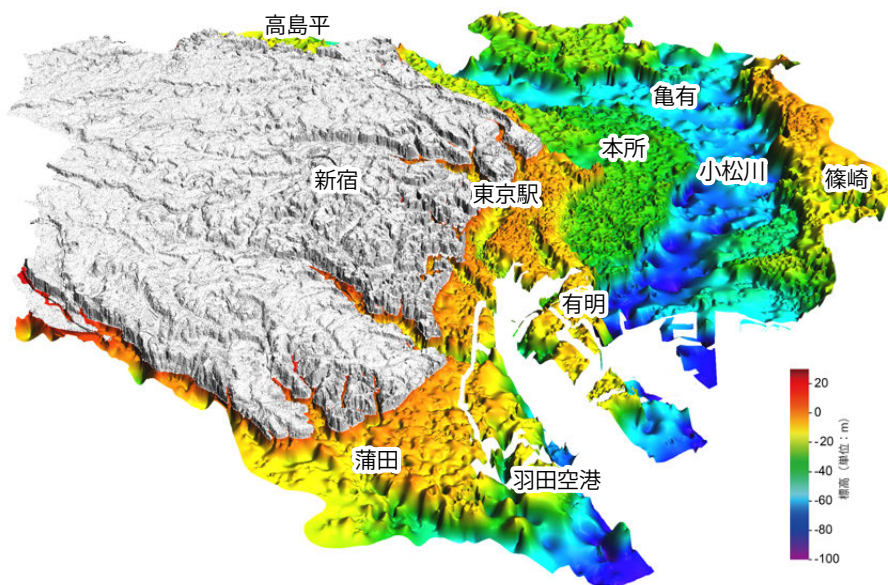 高島平
亀有
本所
新宿
小松川
東京駅
篠崎
有明
蒲田
羽田空港
20
0
-20
-40
-60
-80
-100
標高（単位：m）